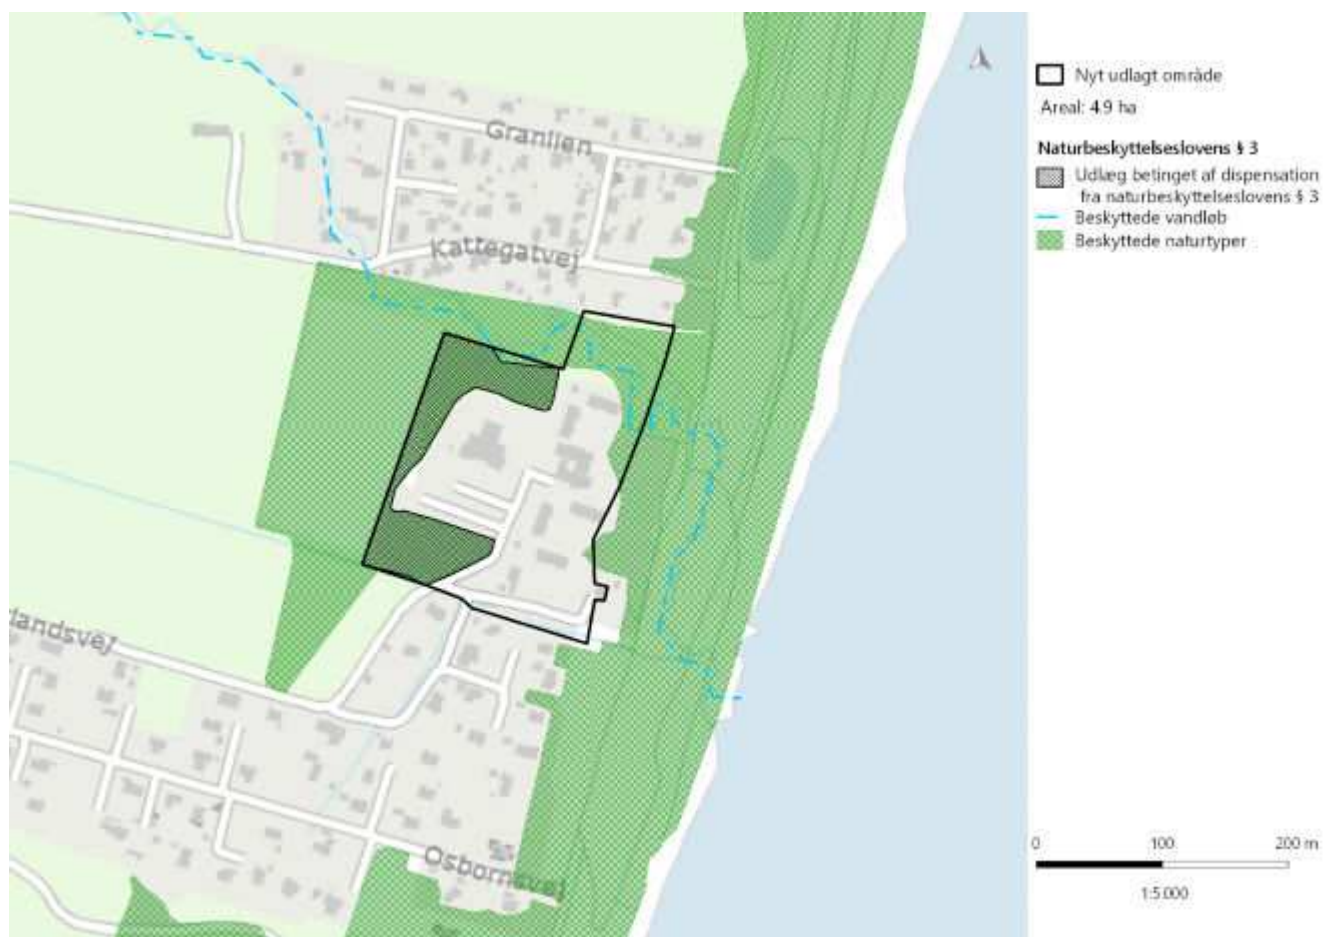 Nyt udlagt område
Areal: 4.9 ha
Naturbeskyttelseslovens § 3
Udlæg betinget af dispensation
fra naturbeskyttelseslovens § 3
Beskyttede vandløb
Beskyttede naturtyper
Granlien
Kattegatvej
landsvej
Osbornsvej
0 100 200 m
1:5.000